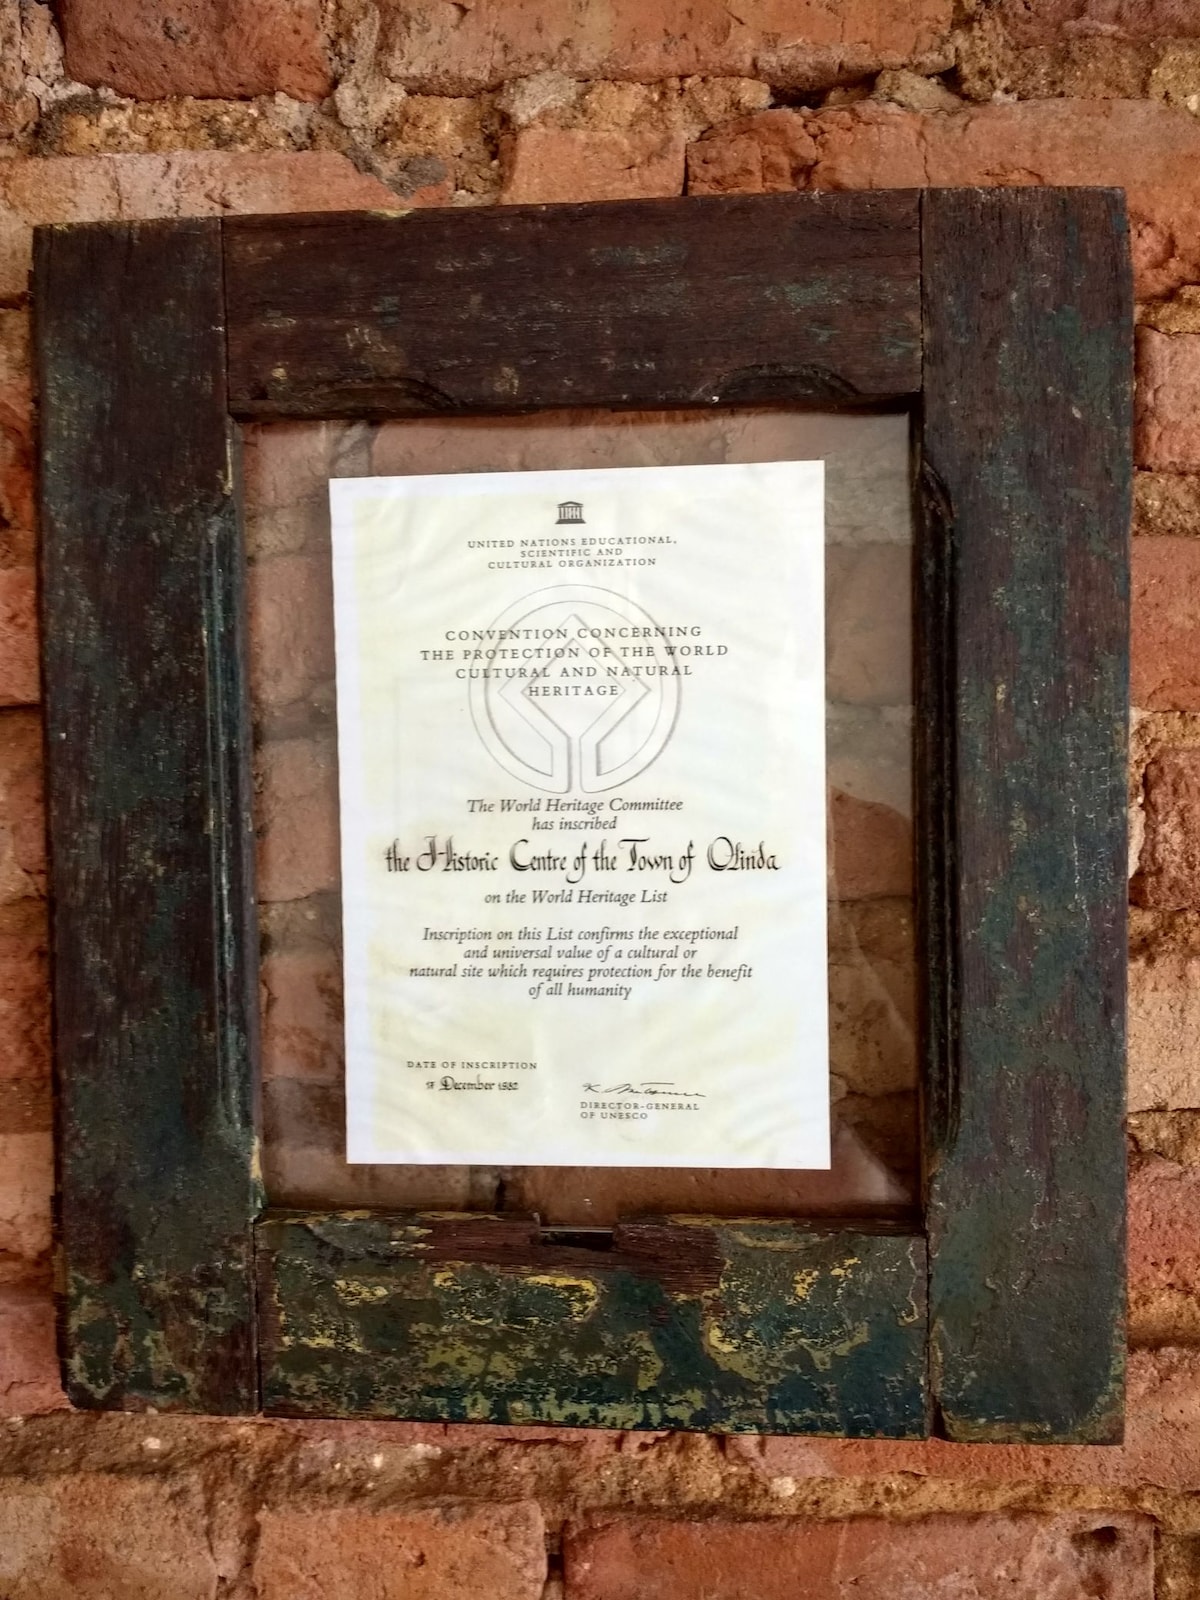 UNITED NATIONS EDUCATIONAL,
SCIENTIFIC AND
CULTURAL ORGANIZATION
CONVENTION CONCERNING
THE PROTECTION OF THE WORLD
CULTURAL AND NATURAL
HERITAGE
The World Heritage Committee
has inscribed
the Historic Centre of the Town of Olinda
on the World Heritage List
Inscription on this List confirms the exceptional
and universal value of a cultural or
natural site which requires protection for the benefit
of all humanity
DATE OF INSCRIPTION
December 1982
DIRECTOR-GENERAL
OF UNESCO